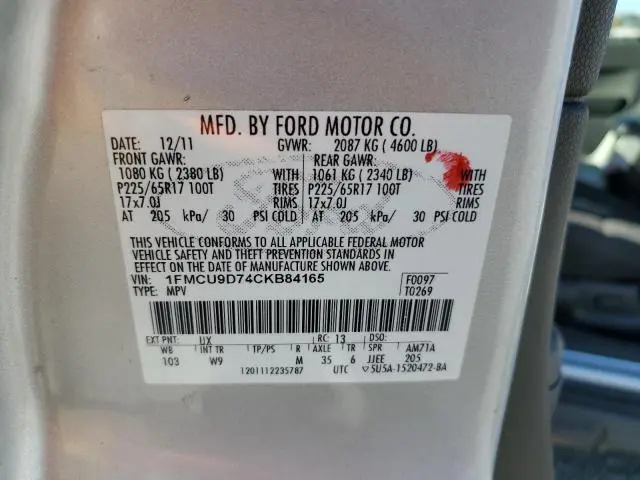 MFD. BY FORD MOTOR CO.
DATE: 12/11 GVWR: 2087 KG ( 4600 LB)
FRONT GAWR: REAR GAWR:
1080 KG ( 2380 LB) WITH 1061 KG ( 2340 LB) WITH
P225/65R17 100T TIRES P225/65R17 100T TIRES
17x7.0J RIMS 17x7.0J RIMS
AT 205 kPa/ 30 PSI COLD AT 205 kPa/ 30 PSI COLD
THIS VEHICLE CONFORMS TO ALL APPLICABLE FEDERAL MOTOR
VEHICLE SAFETY AND THEFT PREVENTION STANDARDS IN
EFFECT ON THE DATE OF MANUFACTURE SHOWN ABOVE.
VIN: 1FMCU9D74CKB84165 F0097
TYPE: MPV T0269
EXT PNT: UX RC: 13 DSO:
WB INT TR TP/PS R AXLE TR SPR AM71A
103 W9 M 35 6 JJEE 205
1201112235787 UTC 5U5A-1520472-BA